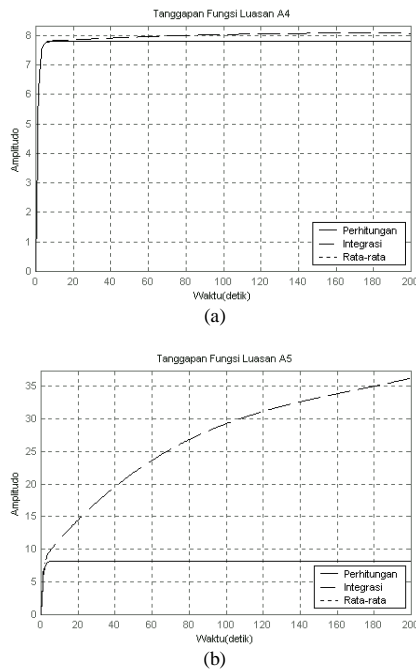 Tanggapan Fungsi Luasan A4
8
7
6
5
4
3
2
1
0
Amplitudo
0 20 40 60 80 100 120 140 160 180 200
Waktu(detik)
Perhitungan
Integrasi
Rata-rata
(a)
Tanggapan Fungsi Luasan A5
35
30
25
20
15
10
5
0
Amplitudo
0 20 40 60 80 100 120 140 160 180 200
Waktu(detik)
Perhitungan
Integrasi
Rata-rata
(b)